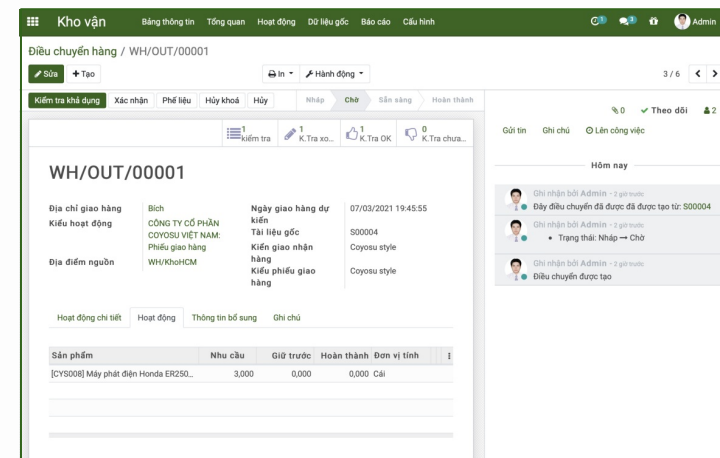 Kho vận Bảng thông tin Tổng quan Hoạt động Dữ liệu gốc Báo cáo Cấu hình 1 3 Admin
Điều chuyển hàng / WH/OUT/00001
Sửa + Tạo In Hành động 3 / 6
Kiểm tra khả dụng Xác nhận Phế liệu Hủy khoá Hủy Nháp Chờ Sẵn sàng Hoàn thành
0 Theo dõi 2
Gửi tin Ghi chú Lên công việc
1 kiểm tra
1 K.Tra xo...
1 K.Tra OK
0 K.Tra chưa...
WH/OUT/00001
Địa chỉ giao hàng Bích
Kiểu hoạt động CÔNG TY CỔ PHẦN
COYOSU VIỆT NAM:
Phiếu giao hàng
Địa điểm nguồn WH/KhoHCM
Ngày giao hàng dự 07/03/2021 19:45:55
kiến
Tài liệu gốc S00004
Kiến giao nhận Coyosu style
hàng
Kiểu phiếu giao Coyosu style
hàng
Hoạt động chi tiết Hoạt động Thông tin bổ sung Ghi chú
Sản phẩm Nhu cầu Giữ trước Hoàn thành Đơn vị tính
[CYS008] Máy phát điện Honda ER250... 3,000 0,000 0,000 Cái
Hôm nay
Ghi nhận bởi Admin - 2 giờ trước
Đây điều chuyển đã được đã được tạo từ: S00004
Ghi nhận bởi Admin - 2 giờ trước
• Trạng thái: Nháp → Chờ
Ghi nhận bởi Admin - 2 giờ trước
Điều chuyển được tạo